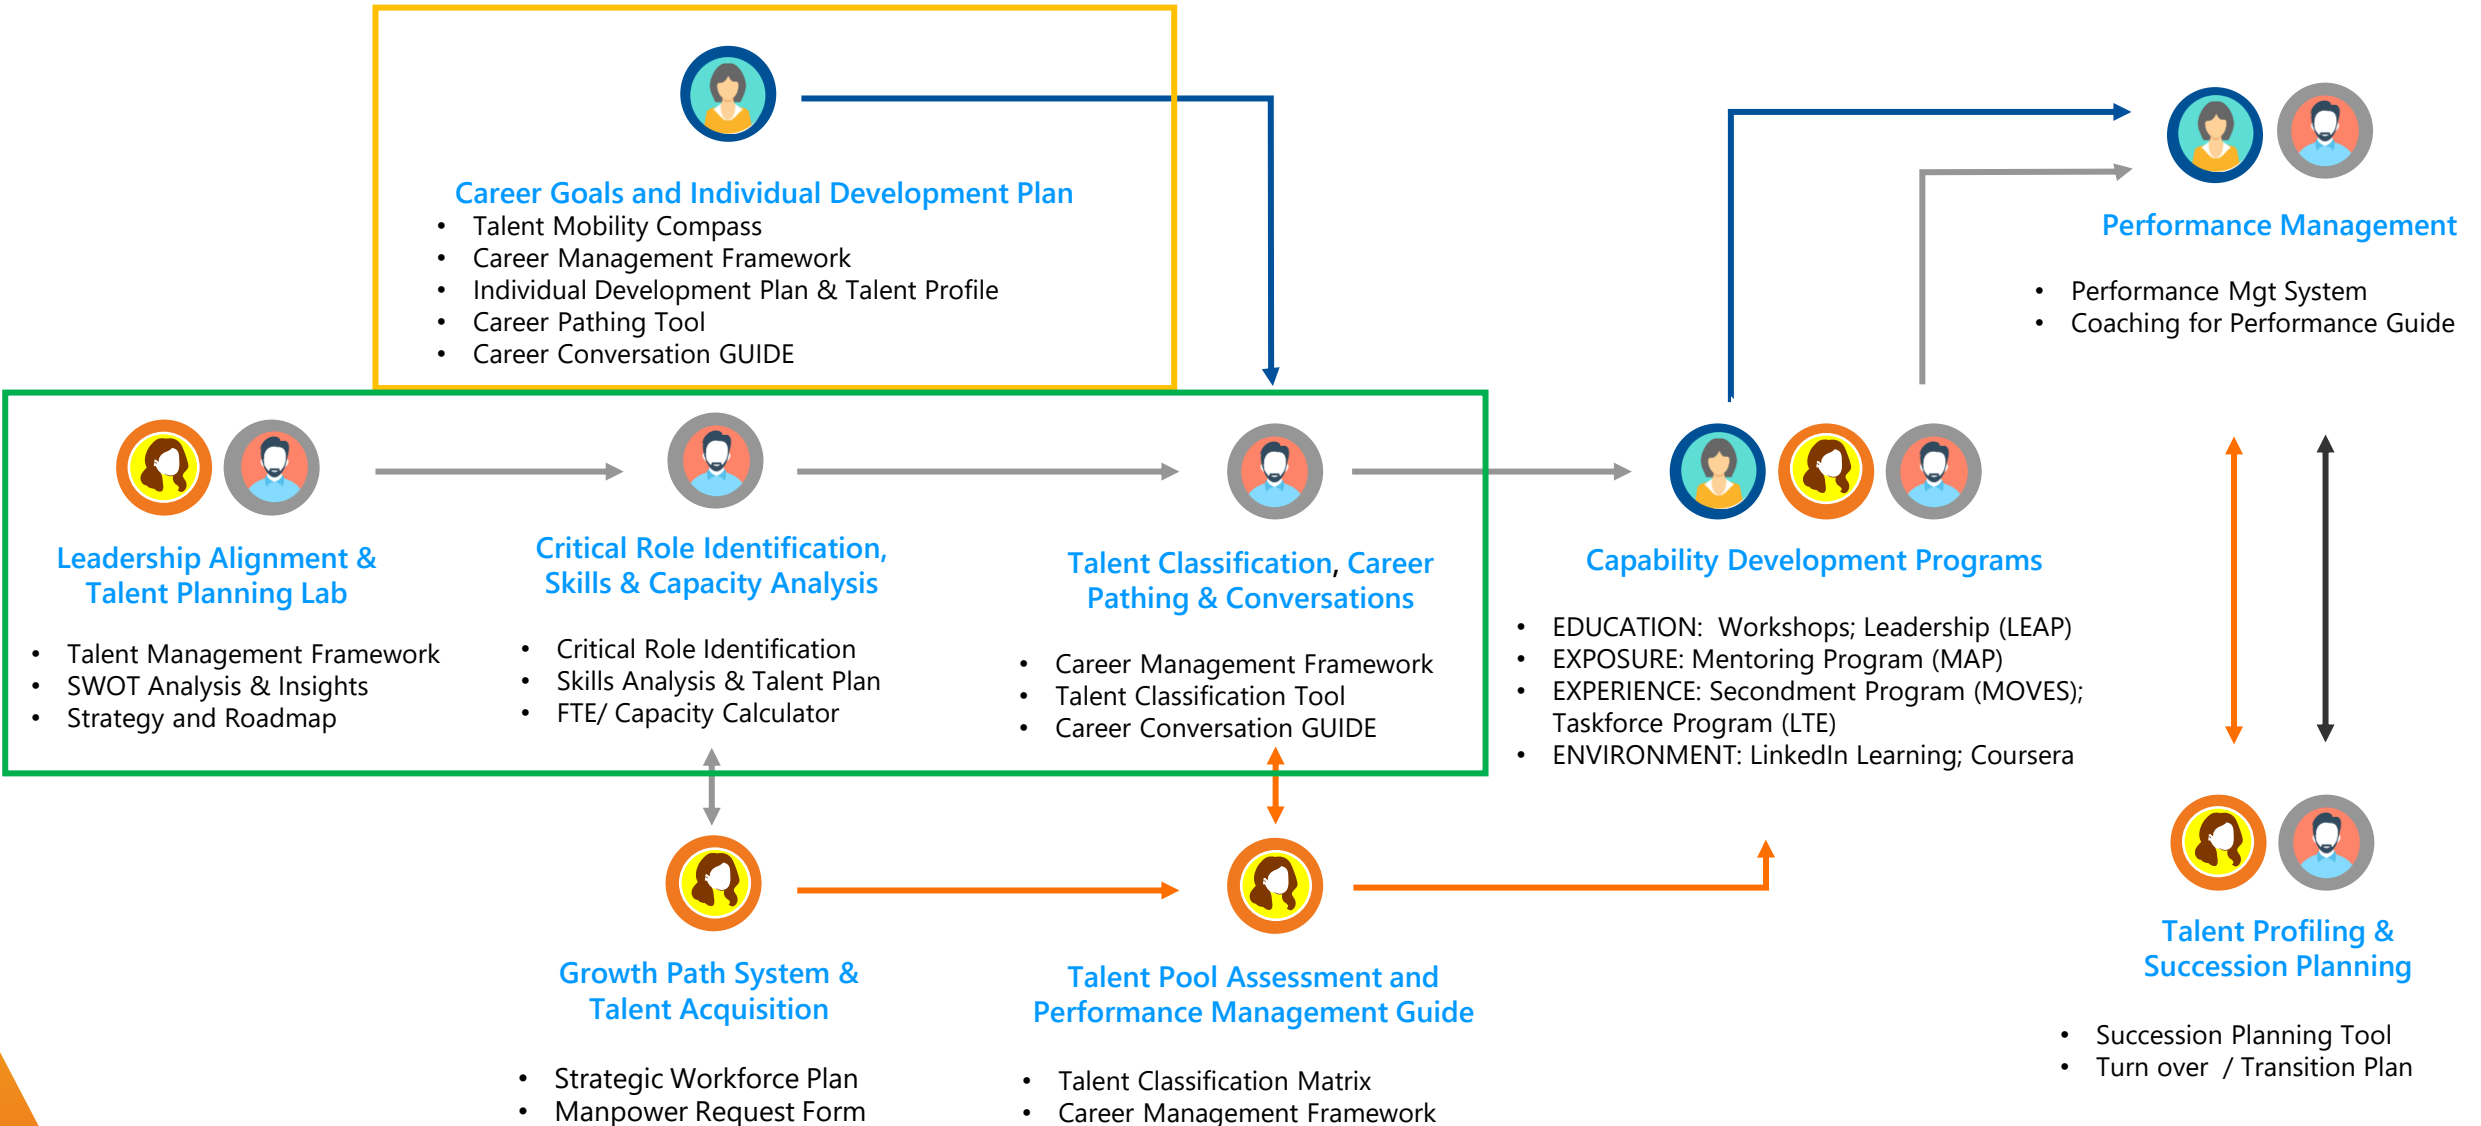 Career Goals and Individual Development Plan
• Talent Mobility Compass
• Career Management Framework
• Individual Development Plan & Talent Profile
• Career Pathing Tool
• Career Conversation GUIDE
Performance Management
• Performance Mgt System
• Coaching for Performance Guide
Leadership Alignment &
Talent Planning Lab
• Talent Management Framework
• SWOT Analysis & Insights
• Strategy and Roadmap
Critical Role Identification,
Skills & Capacity Analysis
• Critical Role Identification
• Skills Analysis & Talent Plan
• FTE/ Capacity Calculator
Talent Classification, Career
Pathing & Conversations
• Career Management Framework
• Talent Classification Tool
• Career Conversation GUIDE
Capability Development Programs
• EDUCATION:  Workshops; Leadership (LEAP)
• EXPOSURE: Mentoring Program (MAP)
• EXPERIENCE: Secondment Program (MOVES);
Taskforce Program (LTE)
• ENVIRONMENT: LinkedIn Learning; Coursera
Growth Path System &
Talent Acquisition
• Strategic Workforce Plan
• Manpower Request Form
Talent Pool Assessment and
Performance Management Guide
• Talent Classification Matrix
• Career Management Framework
Talent Profiling &
Succession Planning
• Succession Planning Tool
• Turn over  / Transition Plan